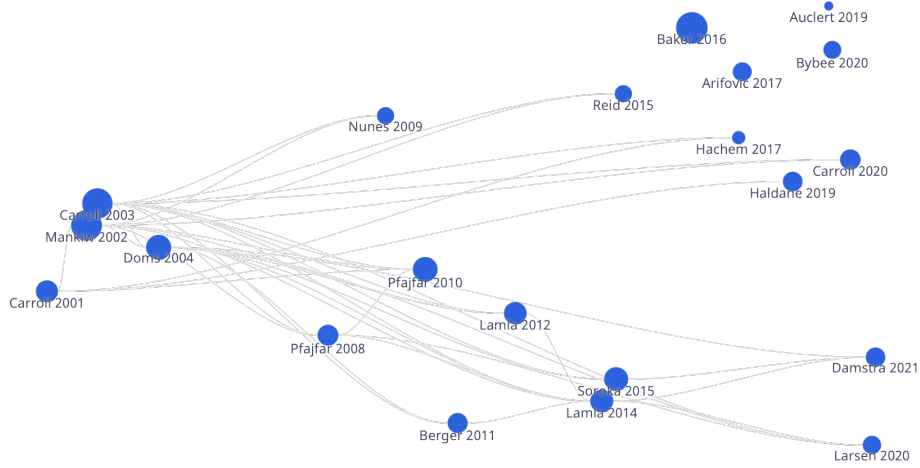 Auclert 2019
Baker 2016
Bybee 2020
Arifovic 2017
Reid 2015
Nunes 2009
Hachem 2017
Carroll 2020
Haldane 2019
Carroll 2003
Mankiw 2002
Doms 2004
Pfajfar 2010
Carroll 2001
Lamla 2012
Pfajfar 2008
Damstra 2021
Soroka 2015
Lamla 2014
Berger 2011
Larsen 2020